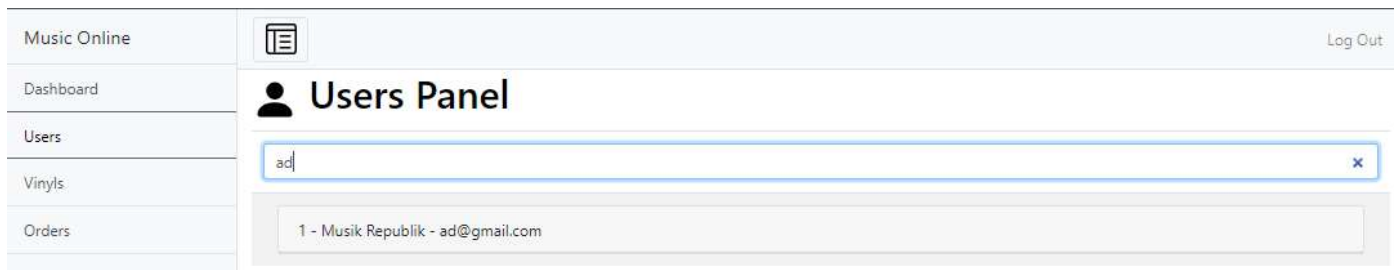 Music Online
Log Out
Dashboard
Users Panel
Users
ad
Vinyls
Orders
1 - Musik Republik - ad@gmail.com